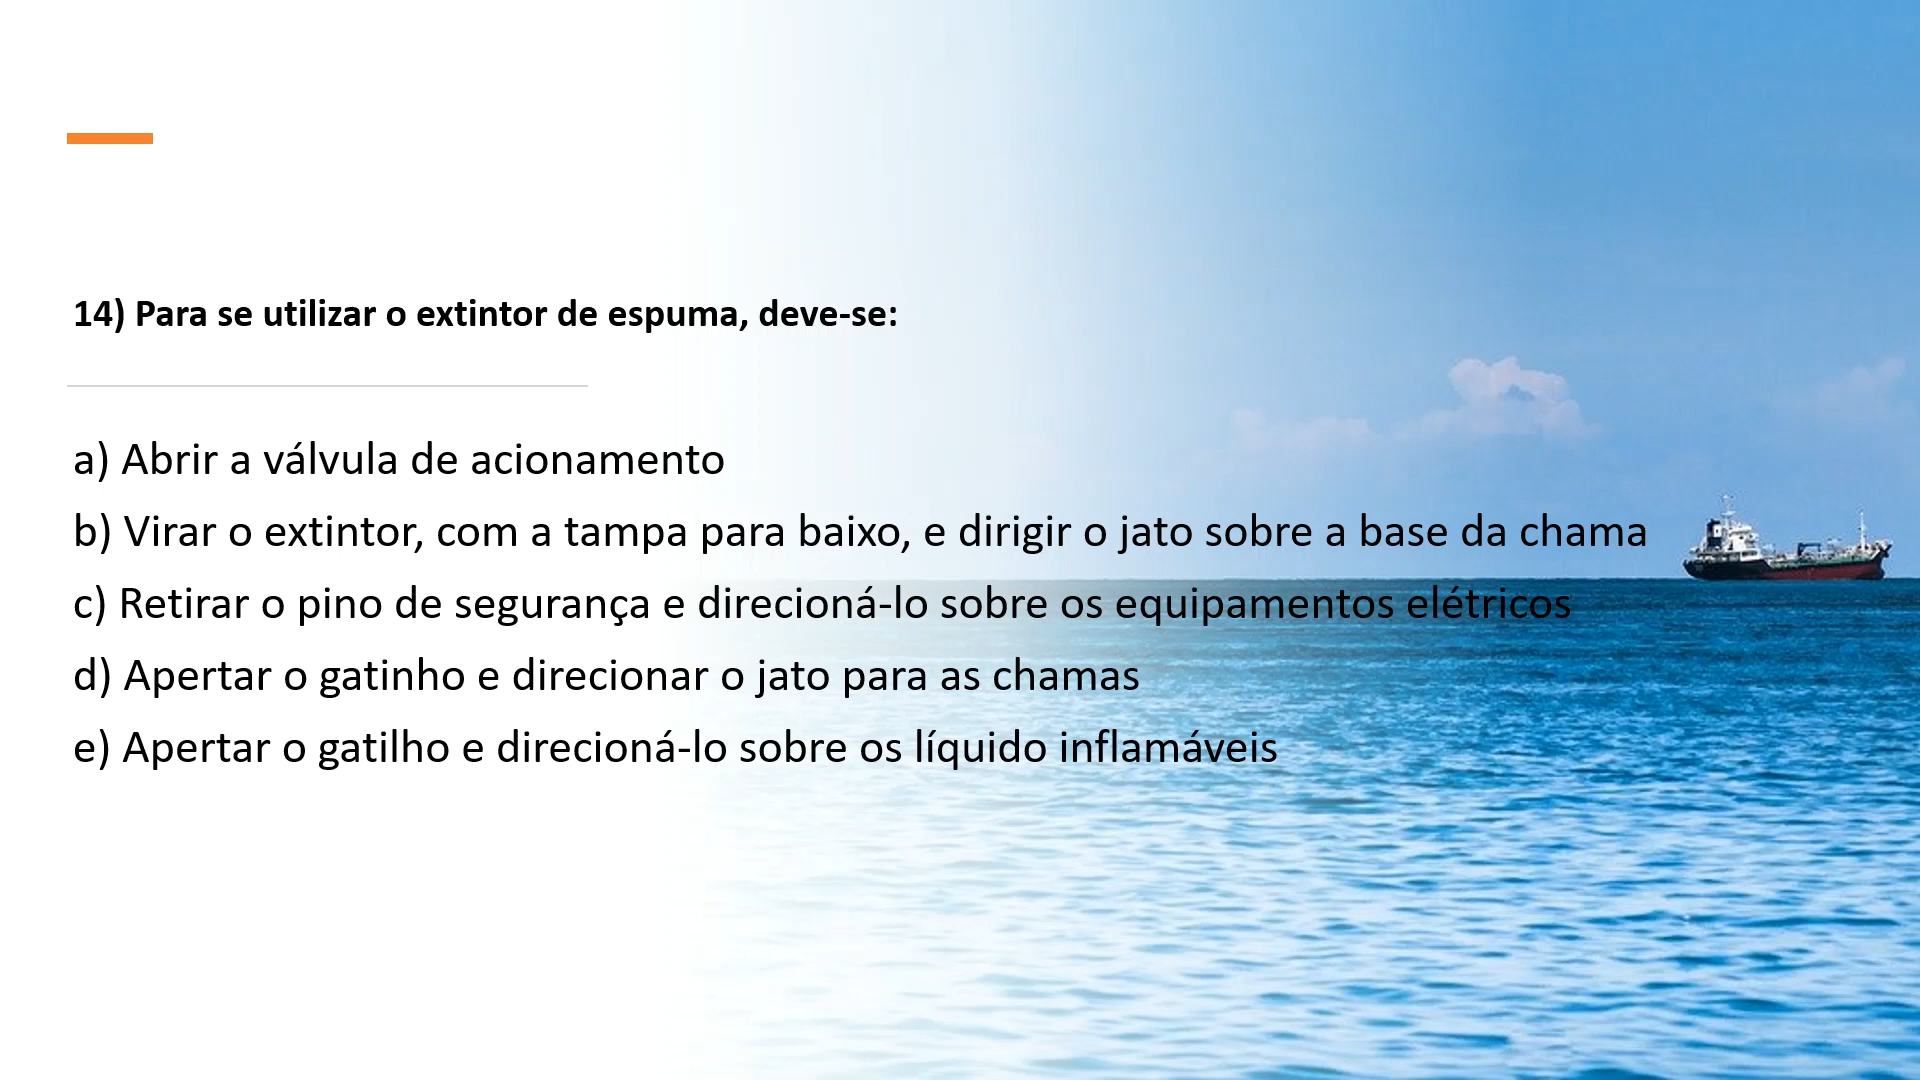 14) Para se utilizar o extintor de espuma, deve-se:
a) Abrir a válvula de acionamento
b) Virar o extintor, com a tampa para baixo, e dirigir o jato sobre a base da chama
c) Retirar o pino de segurança e direcioná-lo sobre os equipamentos elétricos
d) Apertar o gatinho e direcionar o jato para as chamas
e) Apertar o gatilho e direcioná-lo sobre os líquido inflamáveis